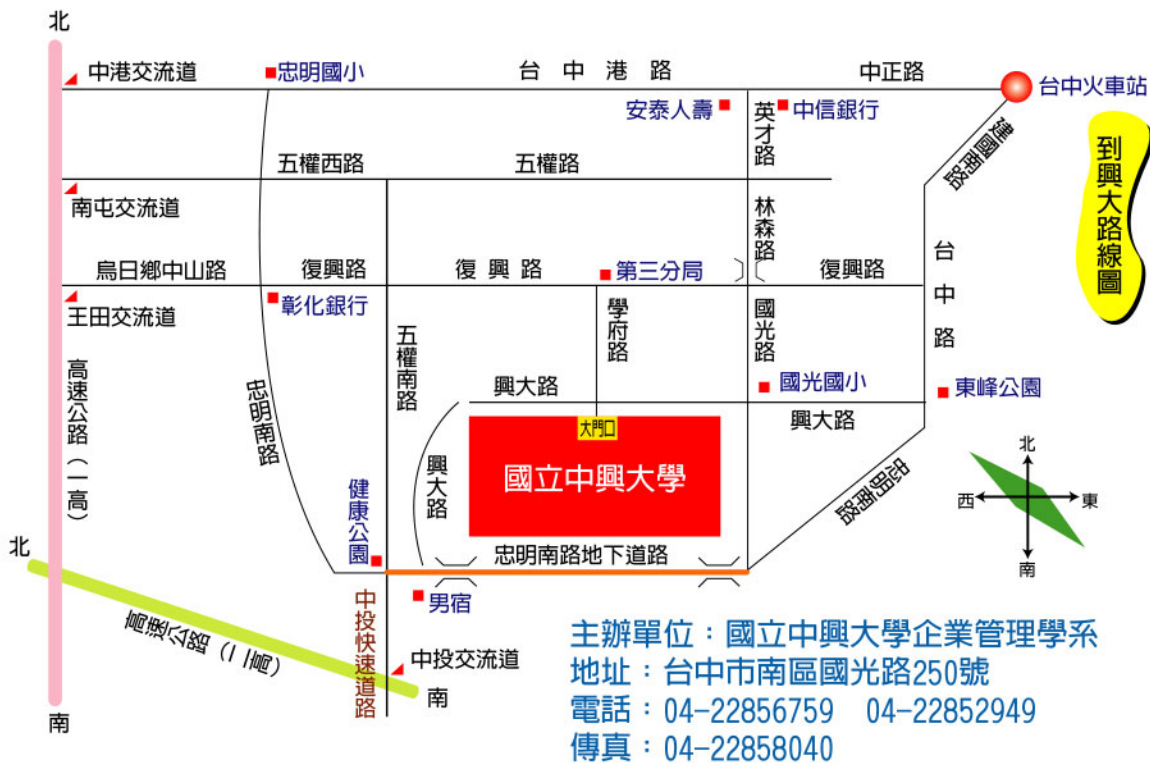 北
中港交流道
忠明國小
台中港路
中正路
台中火車站
安泰人壽
英才路
中信銀行
建國南路
到興大路線圖
五權西路
五權路
南屯交流道
林森路
台中路
烏日鄉中山路
復興路
復興路
第三分局
復興路
王田交流道
彰化銀行
學府路
國光路
五權南路
高速公路(一高)
忠明南路
興大路
國光國小
東峰公園
大門口
興大路
國立中興大學
興大路
忠明南路
北
西
東
南
健康公園
忠明南路地下道路
北
男宿
中投快速道路
高速公路(二高)
中投交流道
南
南
主辦單位：國立中興大學企業管理學系
地址：台中市南區國光路250號
電話：04-22856759 04-22852949
傳真：04-22858040